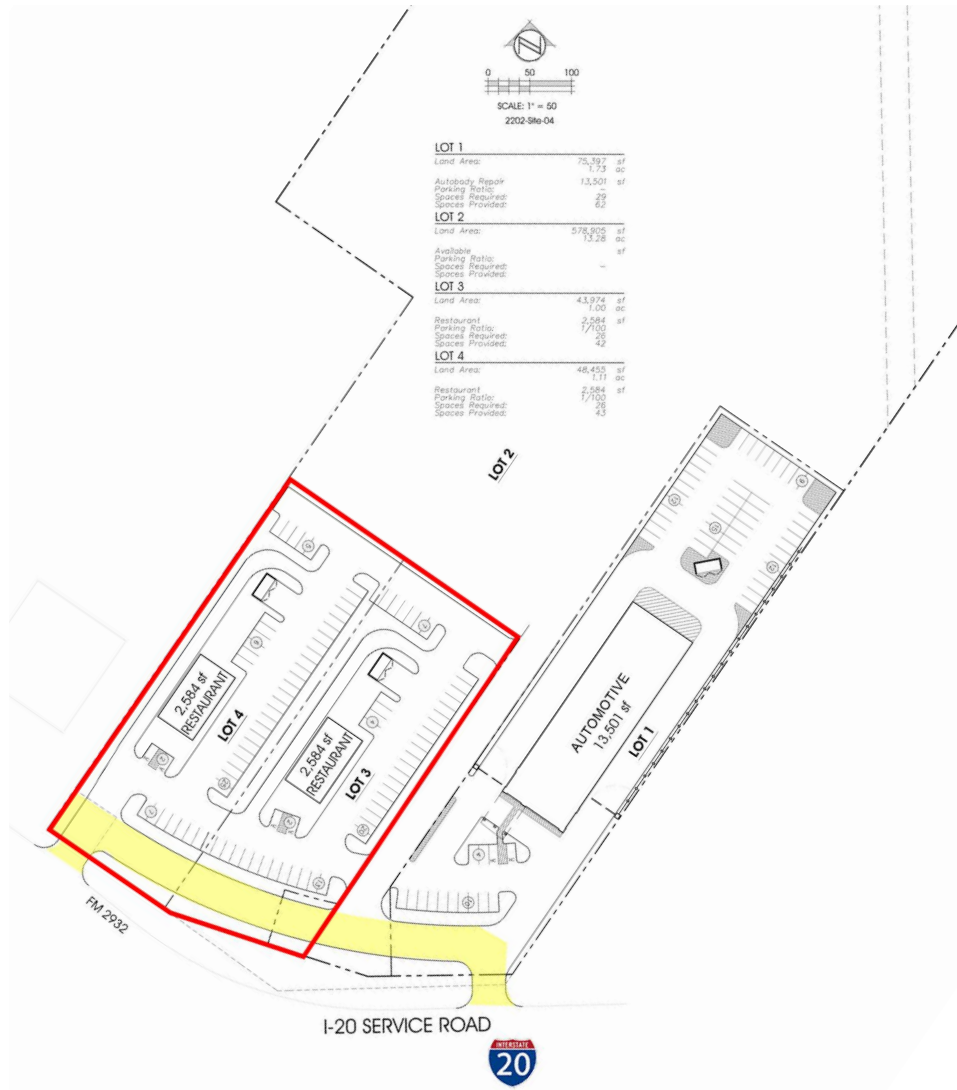 N
0 50 100
SCALE: 1" = 50
2202-Site-04
LOT 1
Land Area: 75,397 sf
1.73 ac
Autobody Repair 13,501 sf
Parking Ratio: –
Spaces Required: 29
Spaces Provided: 62
LOT 2
Land Area: 578,905 sf
13.28 ac
Available sf
Parking Ratio:
Spaces Required: –
Spaces Provided:
LOT 3
Land Area: 43,974 sf
1.00 ac
Restaurant 2,584 sf
Parking Ratio: 1/100
Spaces Required: 26
Spaces Provided: 42
LOT 4
Land Area: 48,455 sf
1.11 ac
Restaurant 2,584 sf
Parking Ratio: 1/100
Spaces Required: 26
Spaces Provided: 43
LOT 2
2,584 sf
RESTAURANT
LOT 4
2,584 sf
RESTAURANT
LOT 3
AUTOMOTIVE
13,501 sf
LOT 1
FM 2932
I-20 SERVICE ROAD
INTERSTATE
20